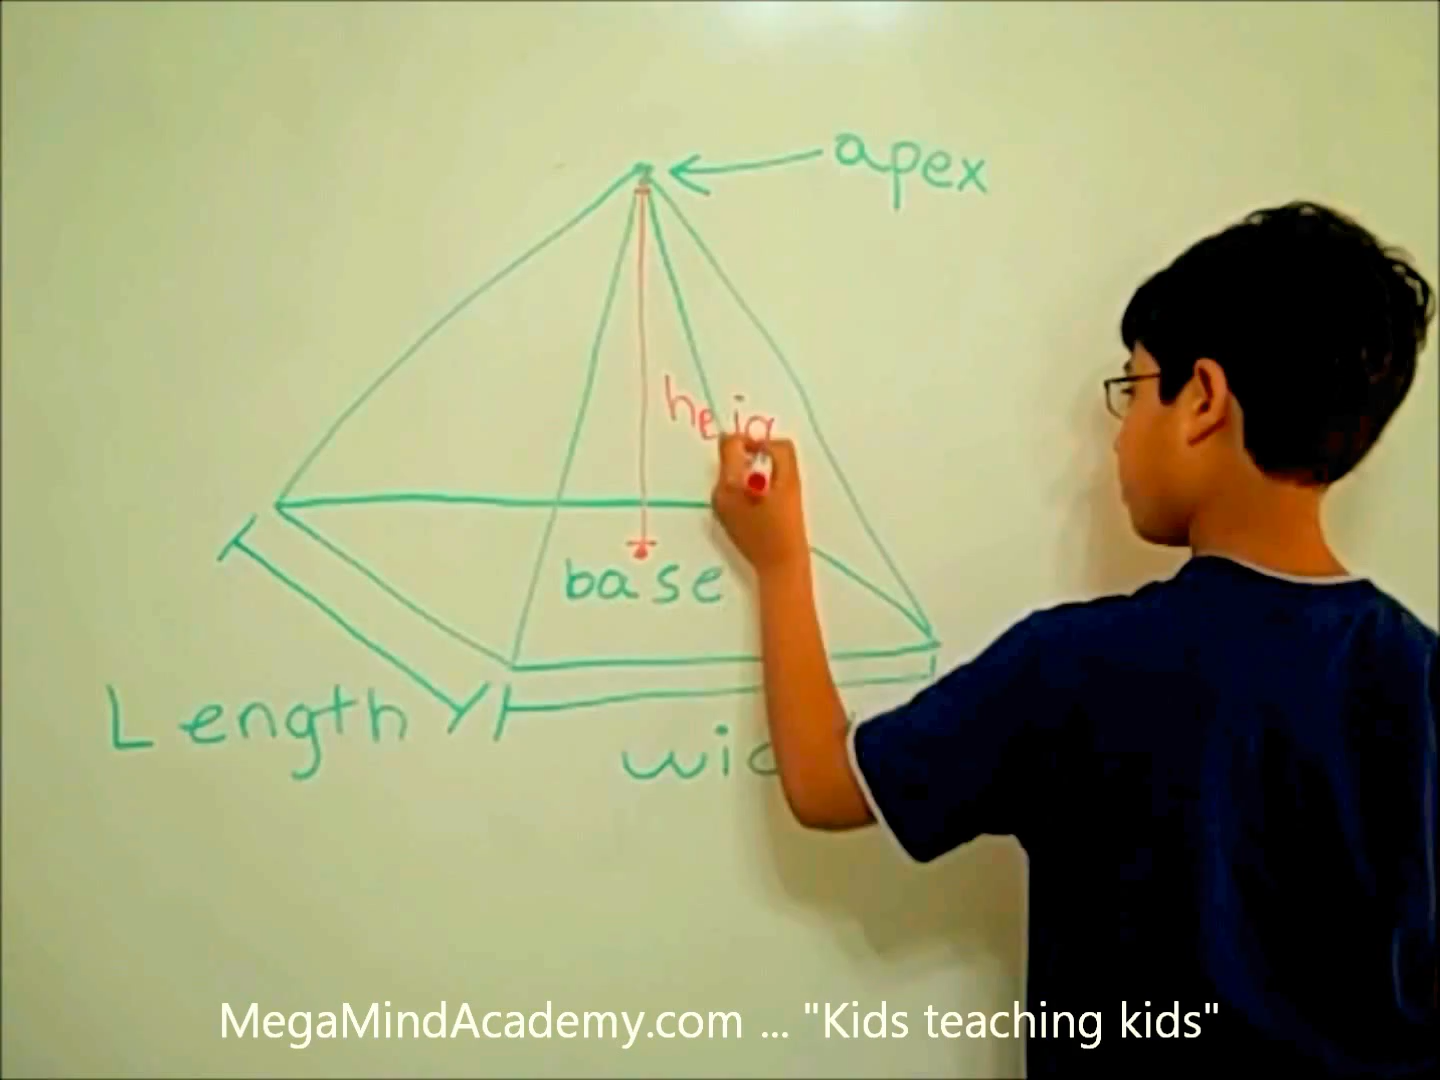 apex
heig
base
Length
wid
MegaMindAcademy.com ... "Kids teaching kids"